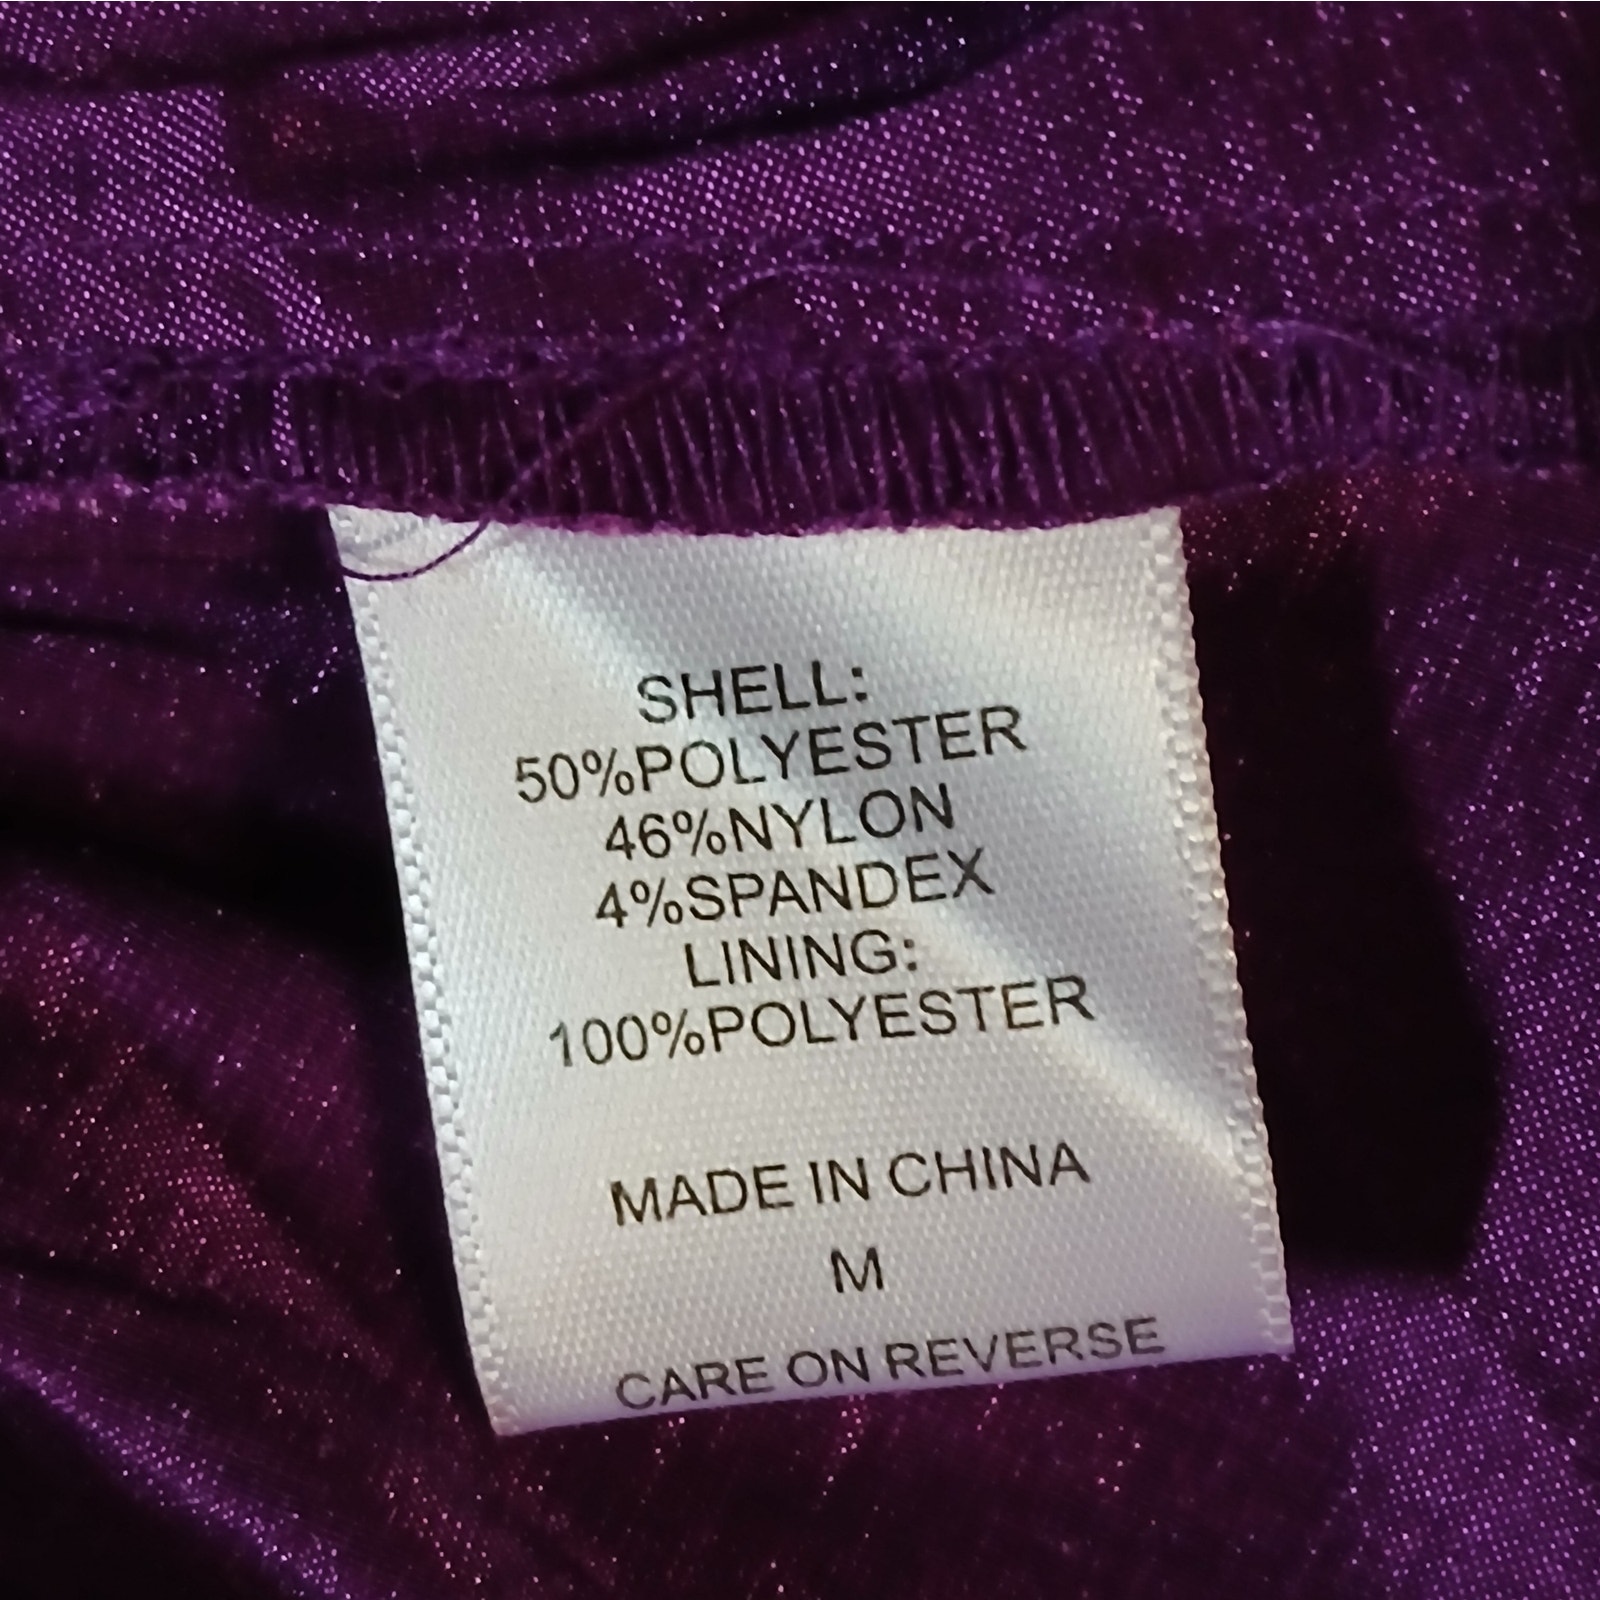 SHELL:
50%POLYESTER
46%NYLON
4%SPANDEX
LINING:
100%POLYESTER
MADE IN CHINA
M
CARE ON REVERSE